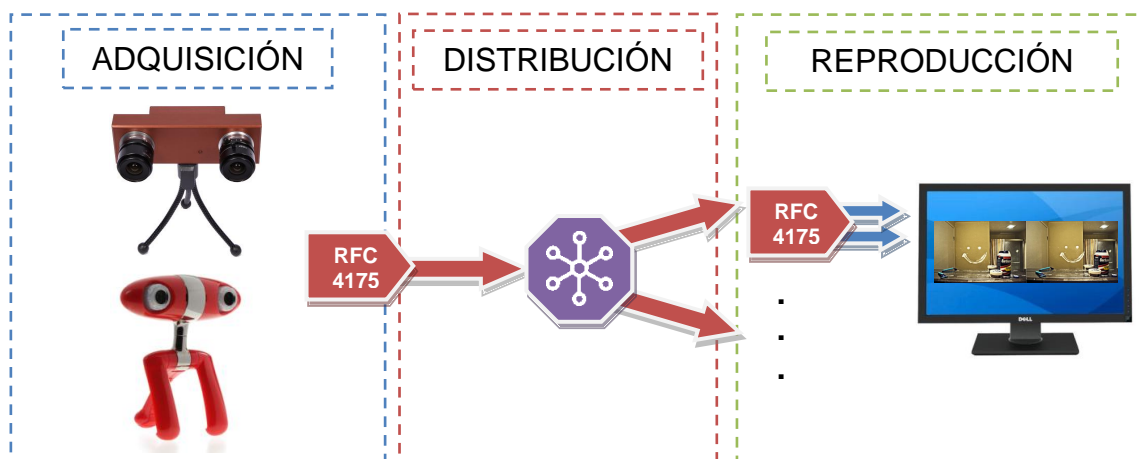 ADQUISICIÓN
DISTRIBUCIÓN
REPRODUCCIÓN
RFC
4175
RFC
4175
DELL